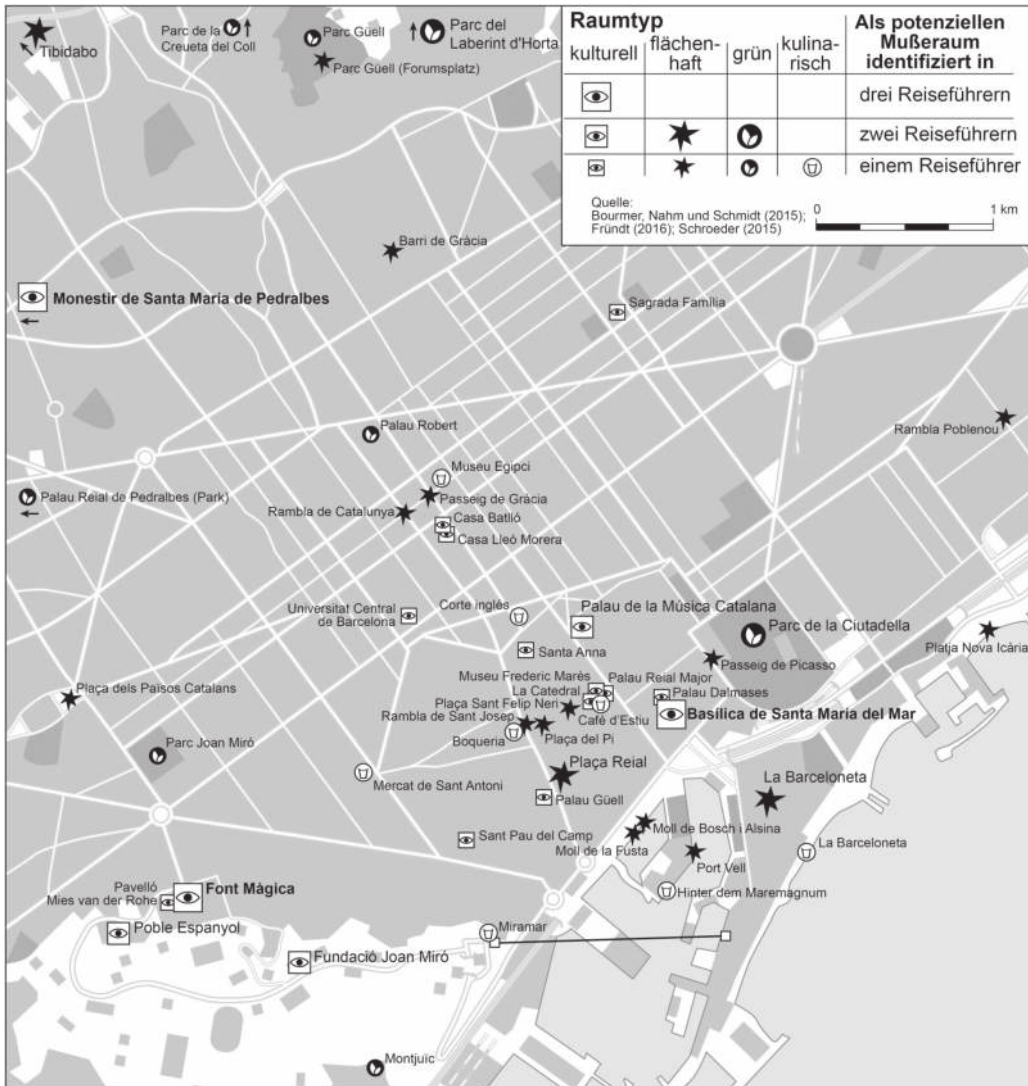 Tibidabo
Parc de la
Creueta del Coll
Parc Güell
Parc Güell (Forumsplatz)
Parc del
Laberint d'Horta
Raumtyp
kulturell
flächen-
haft
grün
kulina-
risch
Als potenziellen
Mußeraum
identifiziert in
drei Reiseführern
zwei Reiseführern
einem Reiseführer
Quelle:
Bourmer, Nahm und Schmidt (2015);
Fründt (2016); Schroeder (2015)
0 1 km
Barri de Gràcia
Monestir de Santa Maria de Pedralbes
Sagrada Família
Rambla Poblenou
Palau Robert
Museu Egipci
Palau Reial de Pedralbes (Park)
Passeig de Gràcia
Rambla de Catalunya
Casa Batlló
Casa Lleó Morera
Universitat Central
de Barcelona
Corte inglés
Palau de la Música Catalana
Parc de la Ciutadella
Platja Nova Icària
Santa Anna
Passeig de Picasso
Museu Frederic Marès
Palau Reial Major
Plaça dels Països Catalans
La Catedral
Palau Dalmases
Plaça Sant Felip Neri
Basílica de Santa María del Mar
Rambla de Sant Josep
Café d'Estiu
Boqueria
Plaça del Pi
Parc Joan Miró
Plaça Reial
Mercat de Sant Antoni
La Barceloneta
Palau Güell
Moll de Bosch i Alsina
Sant Pau del Camp
Moll de la Fusta
La Barceloneta
Port Vell
Pavelló
Mies van der Rohe
Font Màgica
Hinter dem Maremagnum
Poble Espanyol
Miramar
Fundació Joan Miró
Montjuïc